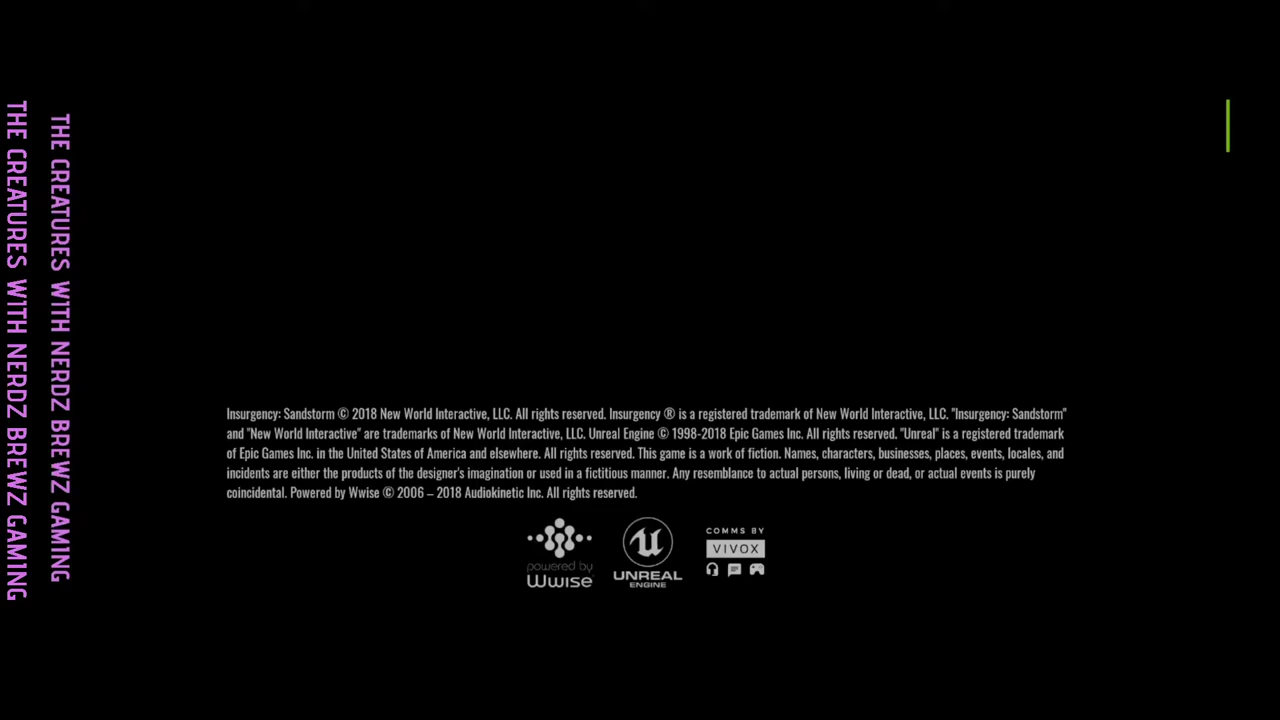 THE CREATURES WITH NERDZ BREWZ GAMING
THE CREATURES WITH NERDZ BREWZ GAMING
Insurgency: Sandstorm © 2018 New World Interactive, LLC. All rights reserved. Insurgency ® is a registered trademark of New World Interactive, LLC. "Insurgency: Sandstorm"
and "New World Interactive" are trademarks of New World Interactive, LLC. Unreal Engine © 1998-2018 Epic Games Inc. All rights reserved. "Unreal" is a registered trademark
of Epic Games Inc. in the United States of America and elsewhere. All rights reserved. This game is a work of fiction. Names, characters, businesses, places, events, locales, and
incidents are either the products of the designer's imagination or used in a fictitious manner. Any resemblance to actual persons, living or dead, or actual events is purely
coincidental. Powered by Wwise © 2006 – 2018 Audiokinetic Inc. All rights reserved.
powered by
Wwise
UNREAL
ENGINE
COMMS BY
VIVOX